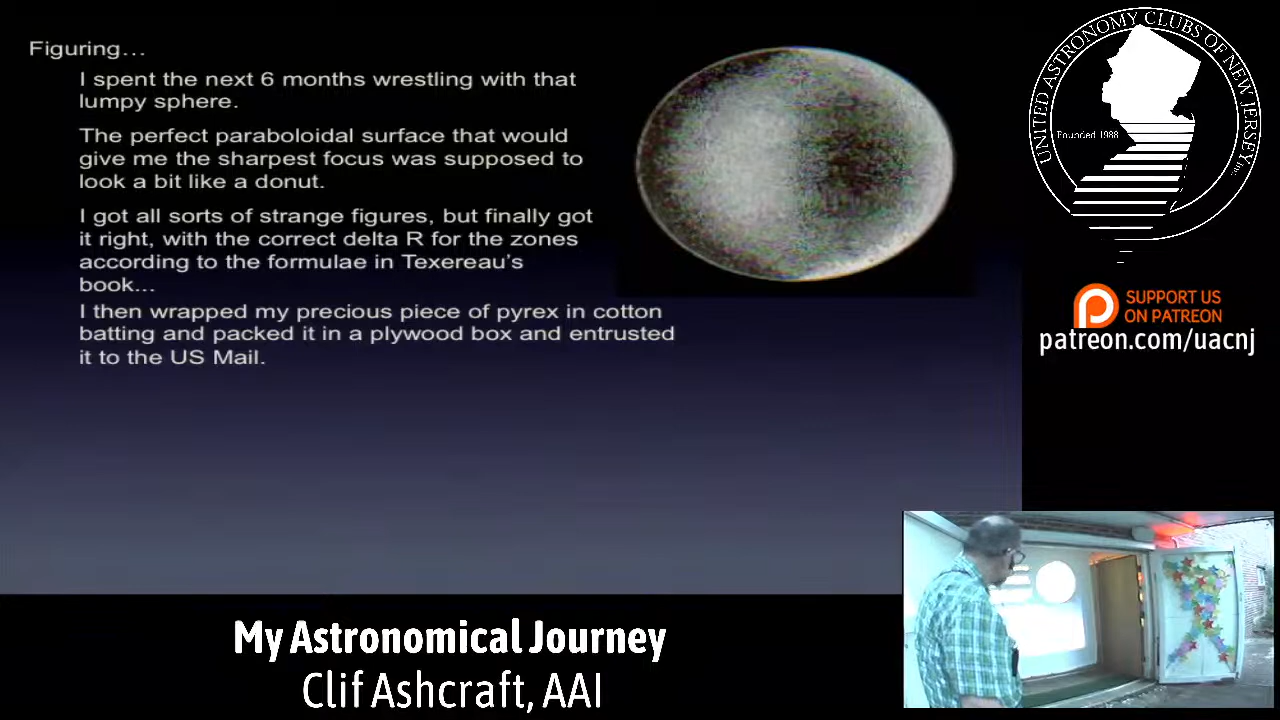 Figuring...
I spent the next 6 months wrestling with that
lumpy sphere.
The perfect paraboloidal surface that would
give me the sharpest focus was supposed to
look a bit like a donut.
I got all sorts of strange figures, but finally got
it right, with the correct delta R for the zones
according to the formulae in Texereau's
book...
I then wrapped my precious piece of pyrex in cotton
batting and packed it in a plywood box and entrusted
it to the US Mail.
UNITED ASTRONOMY CLUBS OF NEW JERSEY, Inc.
Founded 1988
SUPPORT US
ON PATREON
patreon.com/uacnj
My Astronomical Journey
Clif Ashcraft, AAI